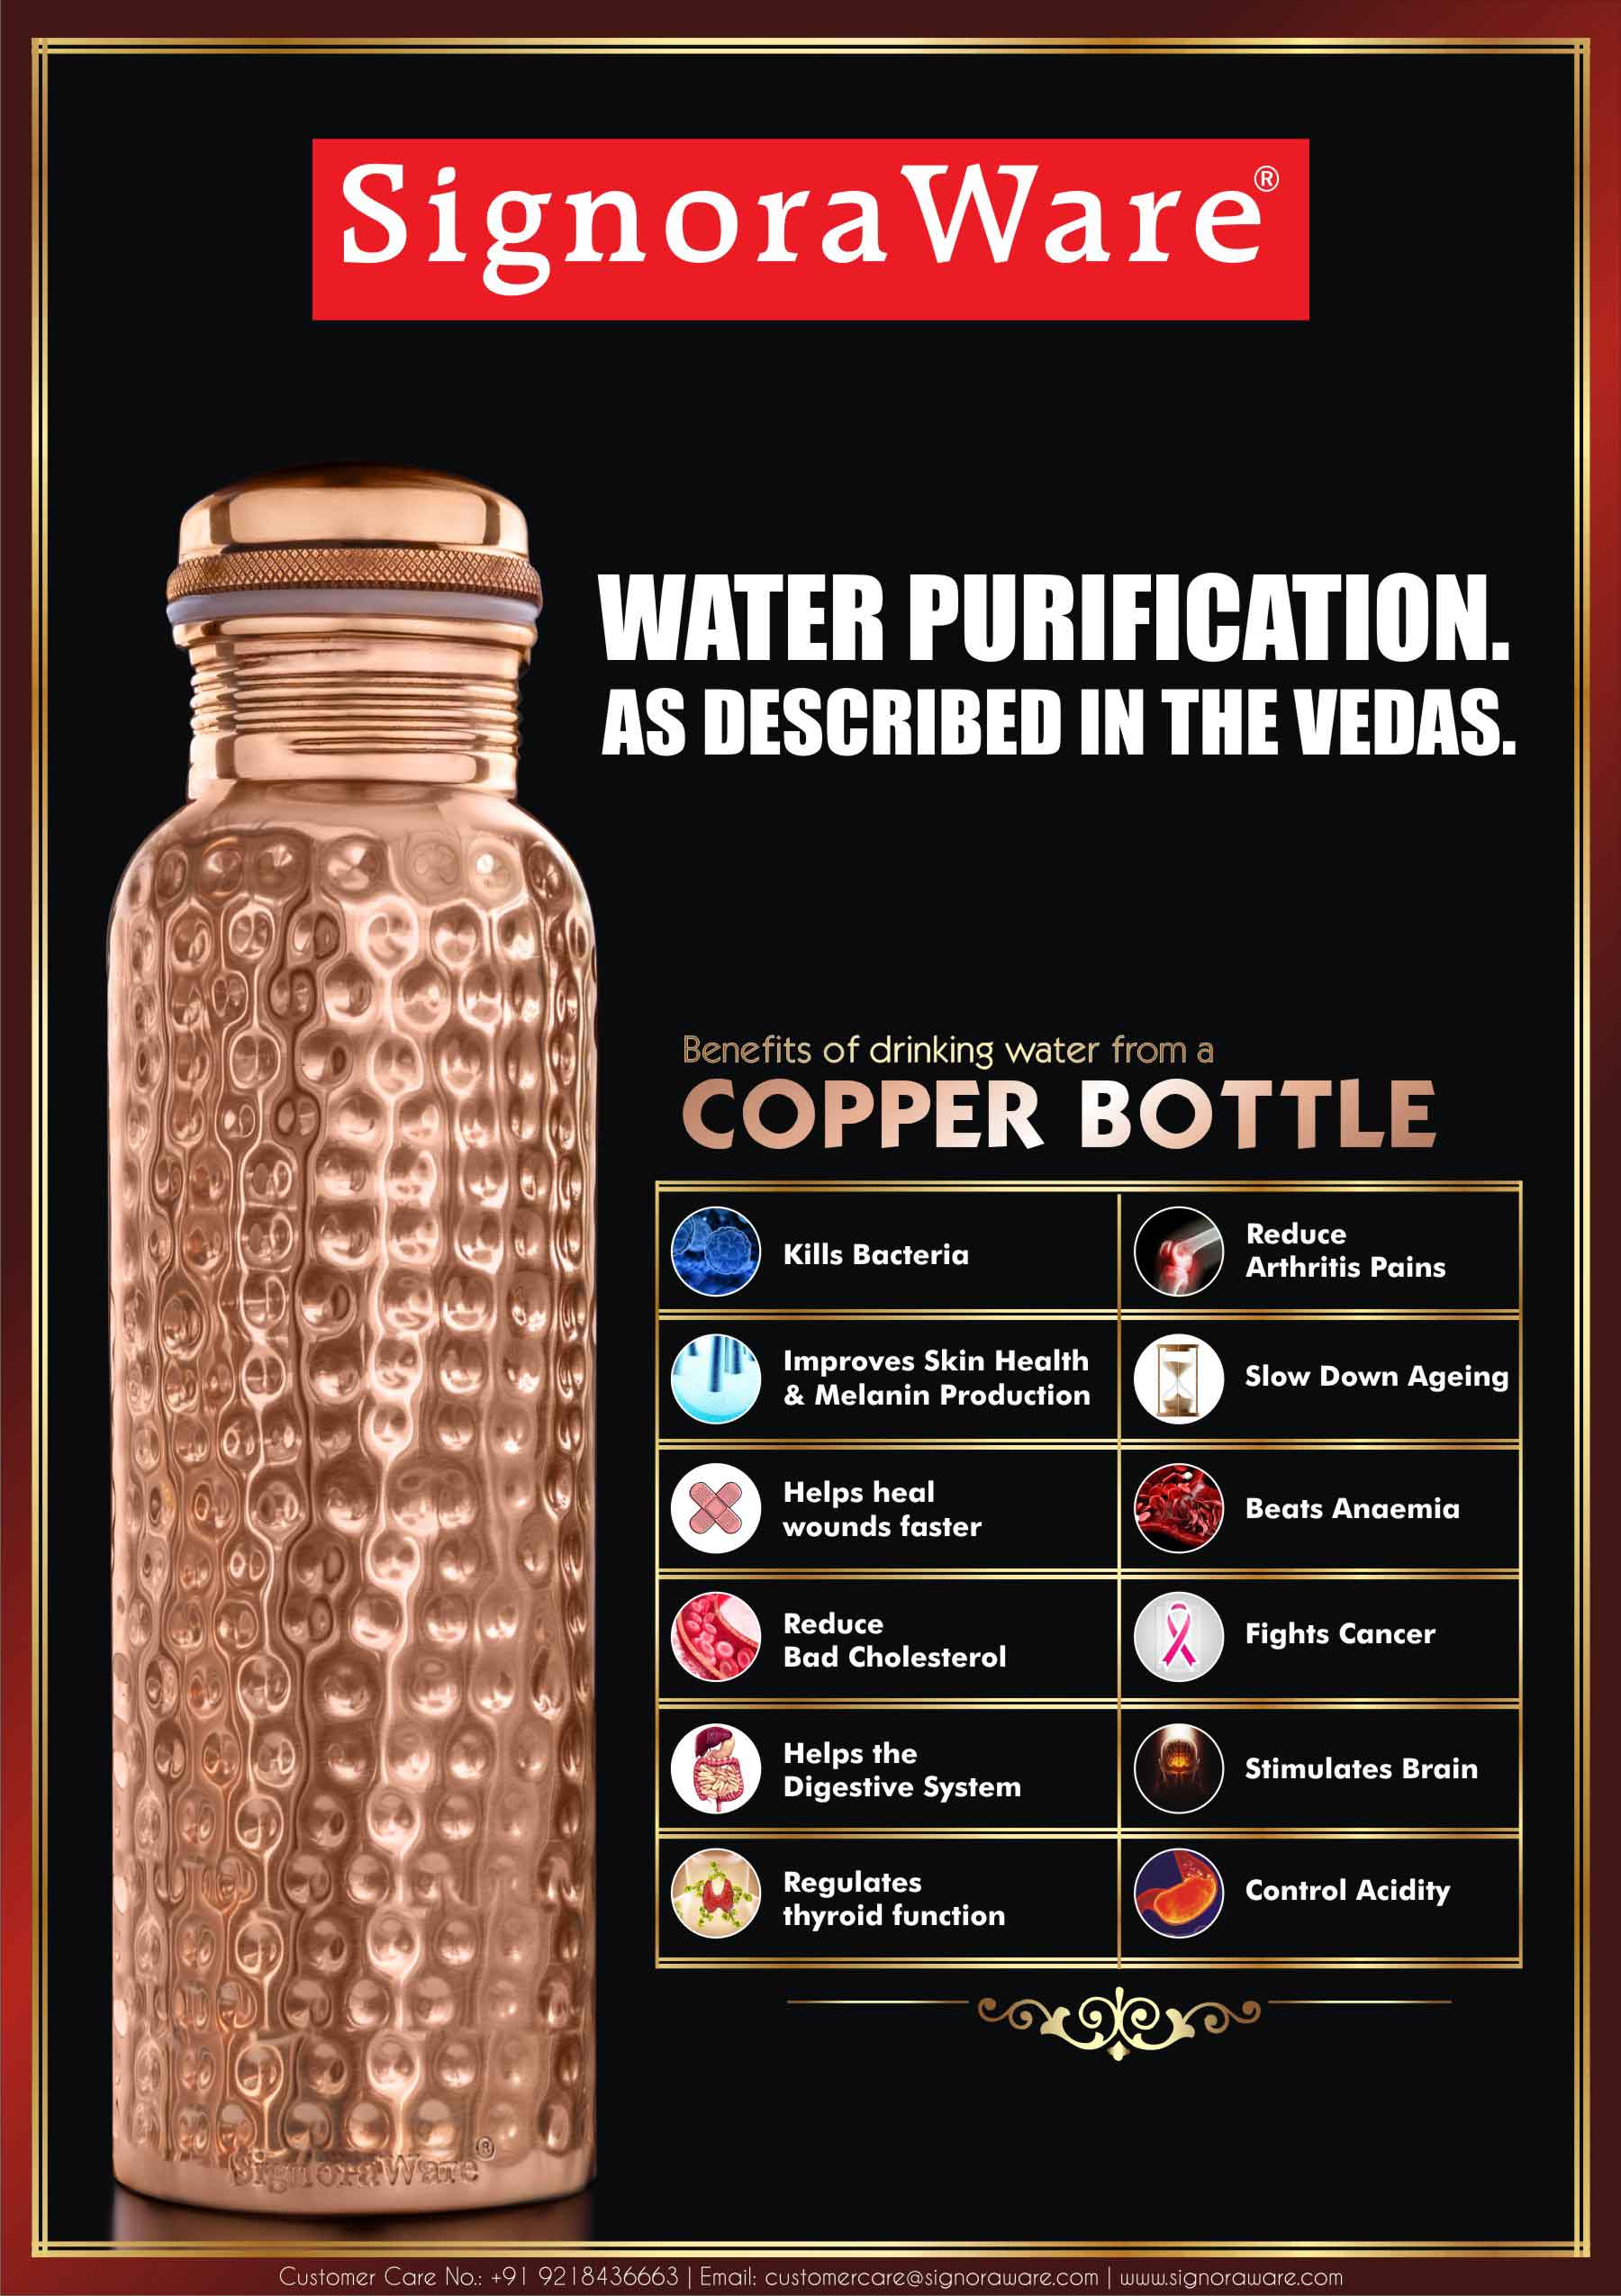 SignoraWare®
WATER PURIFICATION.
AS DESCRIBED IN THE VEDAS.
Benefits of drinking water from a
COPPER BOTTLE
Kills Bacteria
Reduce
Arthritis Pains
Improves Skin Health
& Melanin Production
Slow Down Ageing
Helps heal
wounds faster
Beats Anaemia
Reduce
Bad Cholesterol
Fights Cancer
Helps the
Digestive System
Stimulates Brain
Regulates
thyroid function
Control Acidity
SignoraWare®
Customer Care No.: +91 9218436663 | Email: customercare@signoraware.com | www.signoraware.com